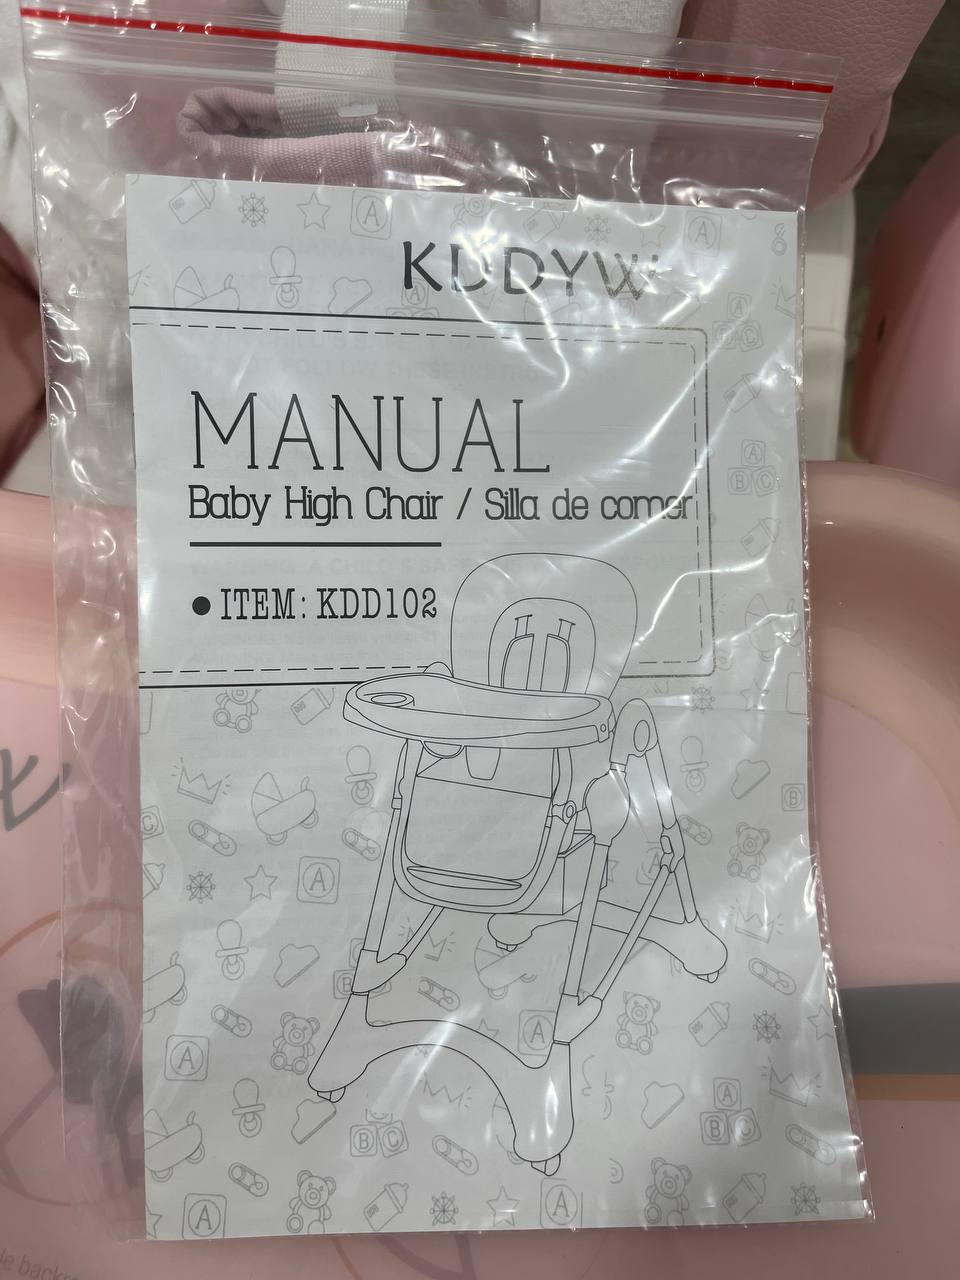 KDDYW
MANUAL
Baby High Chair / Silla de comer
● ITEM: KDD102